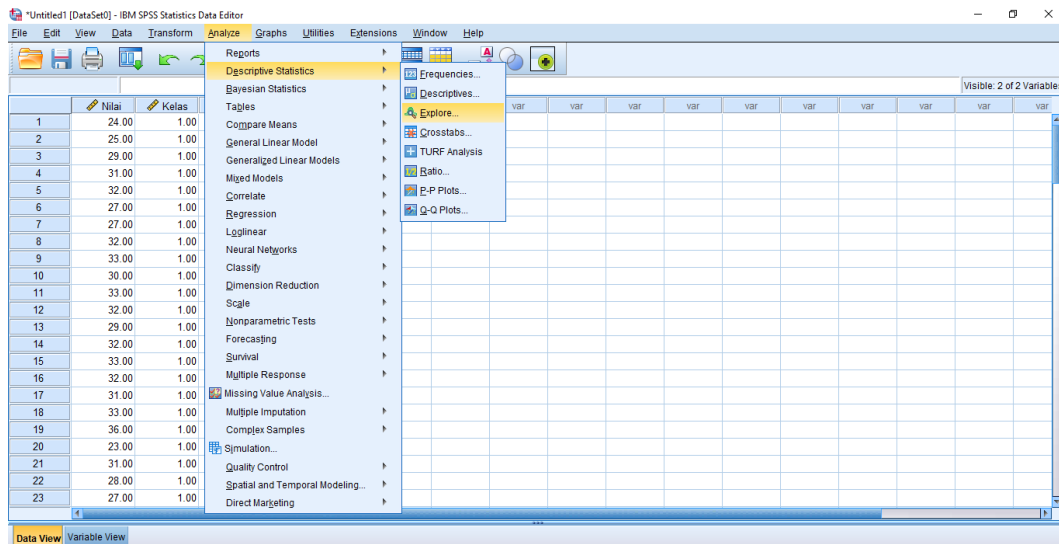 *Untitled1 [DataSet0] - IBM SPSS Statistics Data Editor
File Edit View Data Transform Analyze Graphs Utilities Extensions Window Help
Visible: 2 of 2 Variables
Nilai Kelas var var var var var var var var var
1 24.00 1.00
2 25.00 1.00
3 29.00 1.00
4 31.00 1.00
5 32.00 1.00
6 27.00 1.00
7 27.00 1.00
8 32.00 1.00
9 33.00 1.00
10 30.00 1.00
11 33.00 1.00
12 32.00 1.00
13 29.00 1.00
14 32.00 1.00
15 33.00 1.00
16 32.00 1.00
17 31.00 1.00
18 33.00 1.00
19 36.00 1.00
20 23.00 1.00
21 31.00 1.00
22 28.00 1.00
23 27.00 1.00
Reports
Descriptive Statistics
Bayesian Statistics
Tables
Compare Means
General Linear Model
Generalized Linear Models
Mixed Models
Correlate
Regression
Loglinear
Neural Networks
Classify
Dimension Reduction
Scale
Nonparametric Tests
Forecasting
Survival
Multiple Response
Missing Value Analysis...
Multiple Imputation
Complex Samples
Simulation...
Quality Control
Spatial and Temporal Modeling...
Direct Marketing
Frequencies...
Descriptives...
Explore...
Crosstabs...
TURF Analysis
Ratio...
P-P Plots...
Q-Q Plots...
Data View Variable View